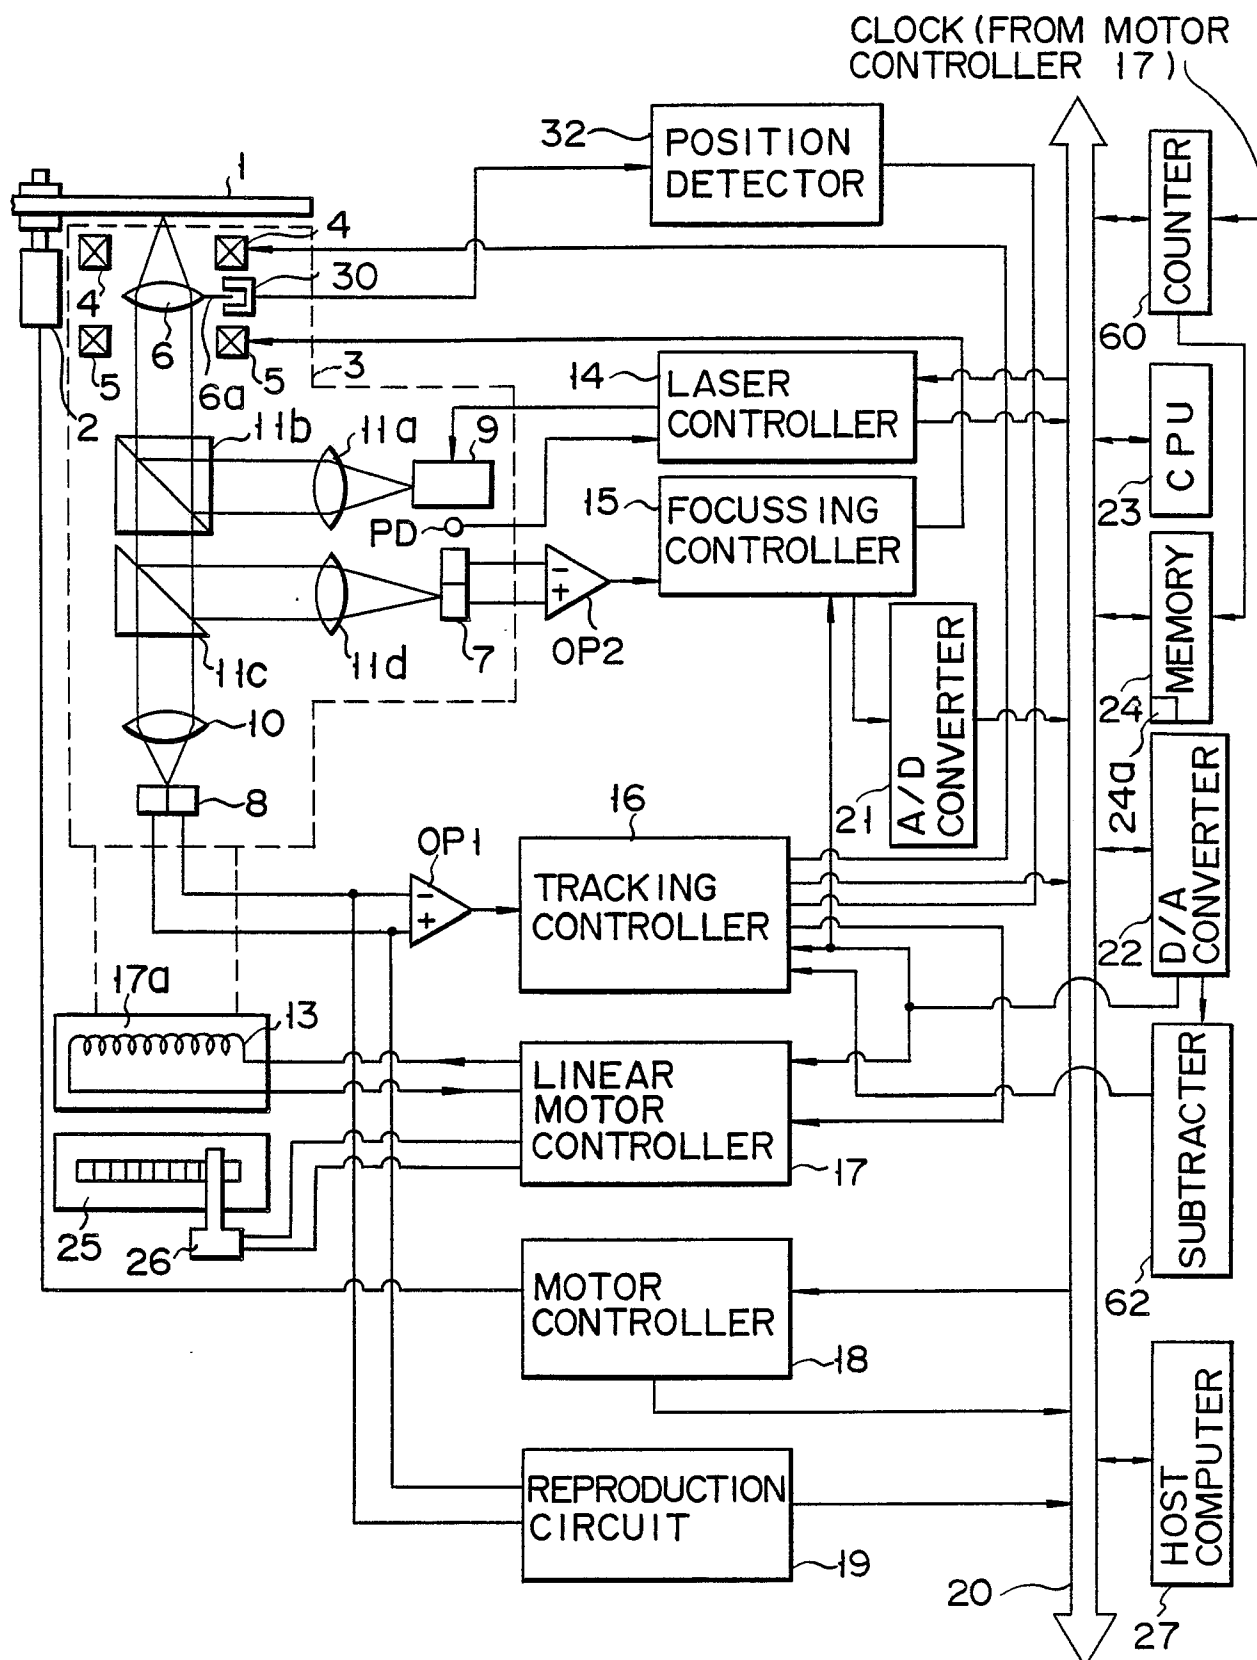 CLOCK (FROM MOTOR
CONTROLLER 17)
32
POSITION
DETECTOR
1
4
4
30
COUNTER
60
6
5
5
6a
3
2
14
LASER
CONTROLLER
CPU
23
11b
11a
9
15
FOCUSSING
CONTROLLER
PD
-
+
OP2
MEMORY
24
24a
7
11d
11c
10
A/D
CONVERTER
21
8
D/A
CONVERTER
22
16
OP1
-
+
TRACKING
CONTROLLER
17a
13
LINEAR
MOTOR
CONTROLLER
17
SUBTRACTER
62
25
26
MOTOR
CONTROLLER
18
REPRODUCTION
CIRCUIT
19
20
HOST
COMPUTER
27